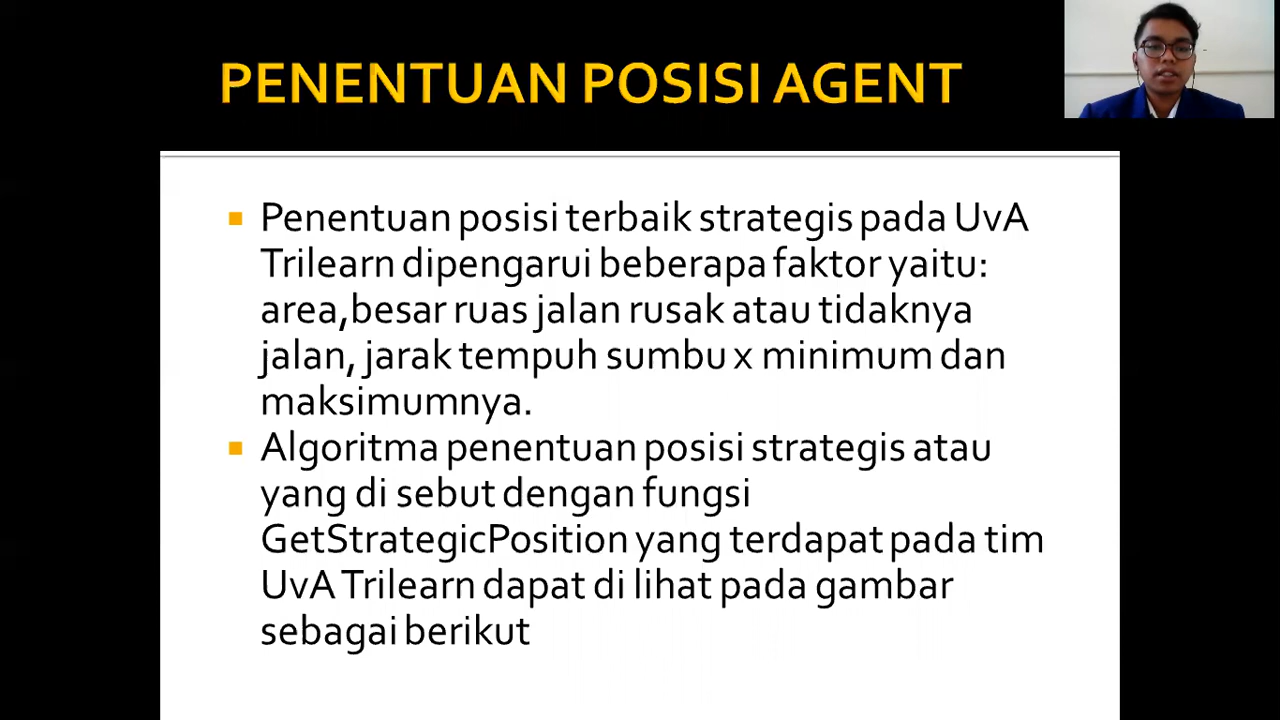 PENENTUAN POSISI AGENT
Penentuan posisi terbaik strategis pada UvA
Trilearn dipengarui beberapa faktor yaitu:
area,besar ruas jalan rusak atau tidaknya
jalan, jarak tempuh sumbu x minimum dan
maksimumnya.
Algoritma penentuan posisi strategis atau
yang di sebut dengan fungsi
GetStrategicPosition yang terdapat pada tim
UvA Trilearn dapat di lihat pada gambar
sebagai berikut